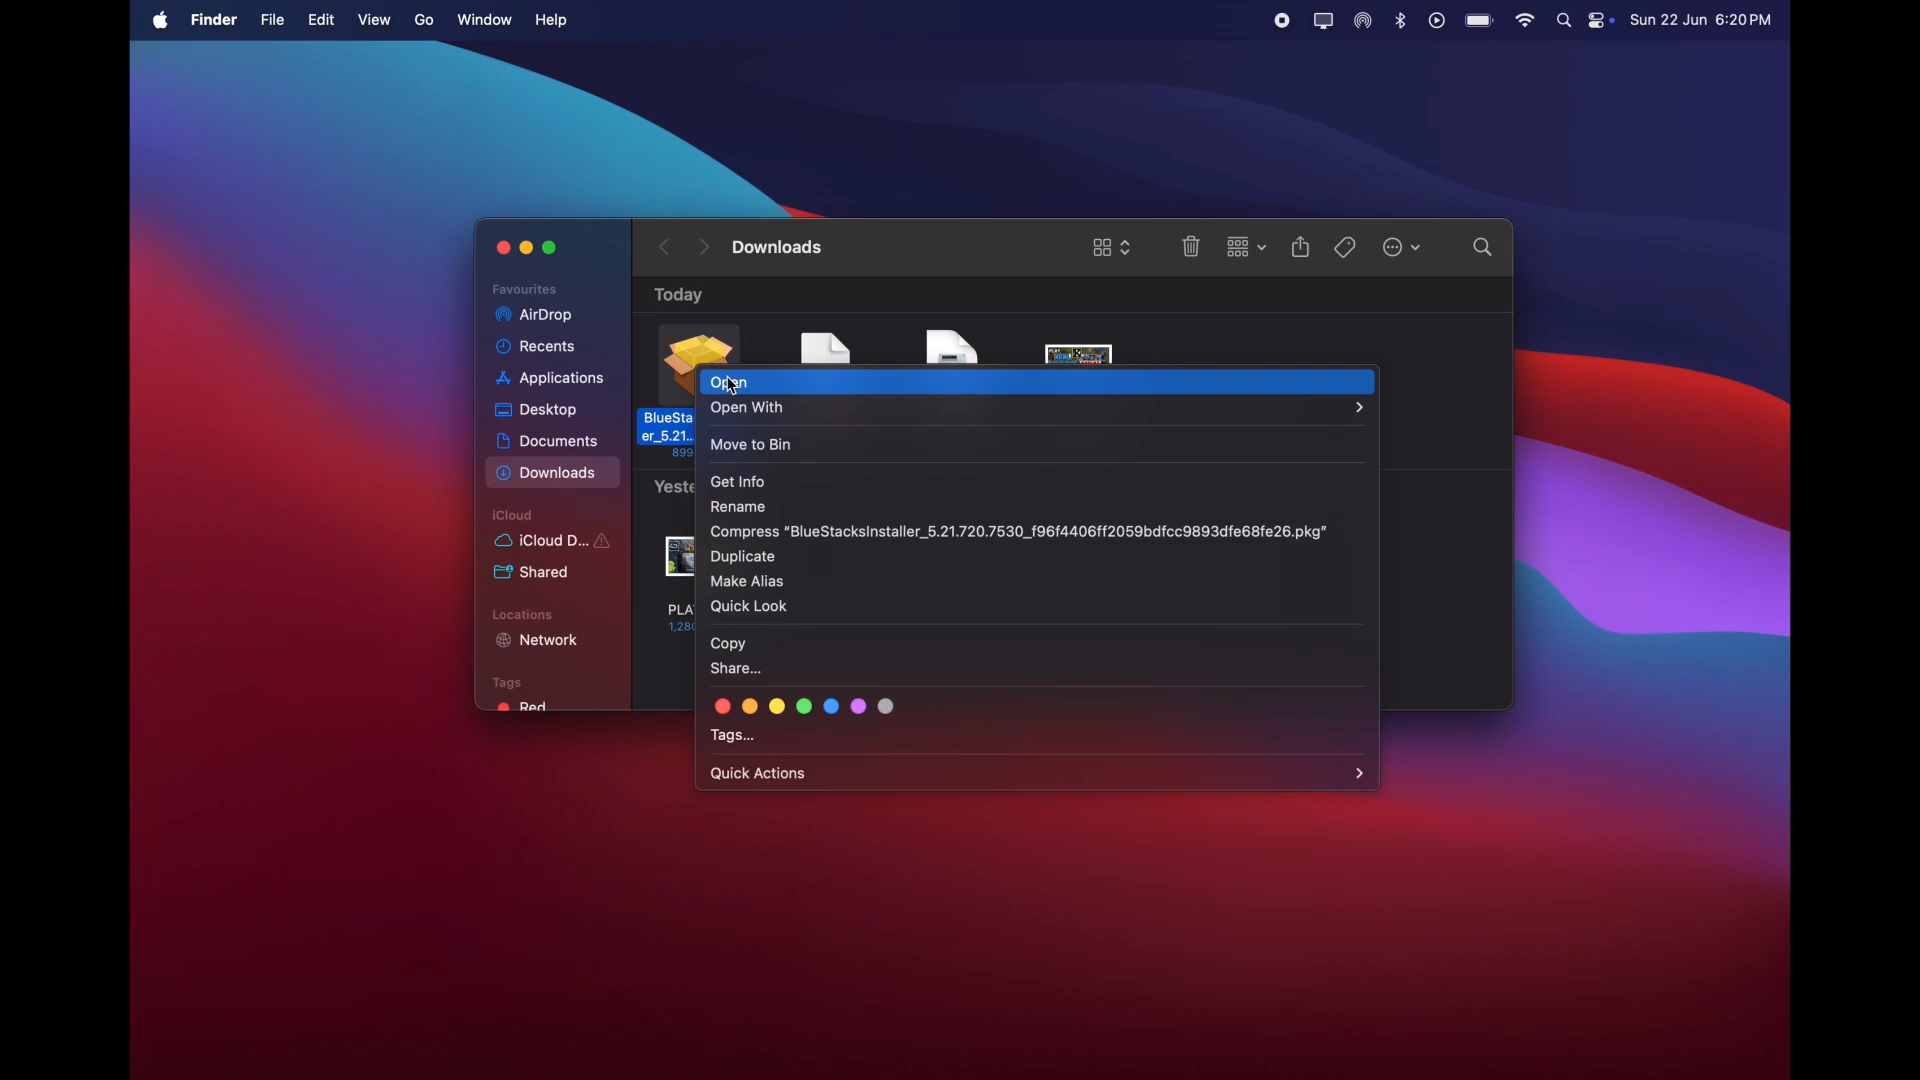 Finder File Edit View Go Window Help Sun 22 Jun 6:20 PM
Downloads
Favourites
AirDrop
Recents
Applications
Desktop
Documents
Downloads
iCloud
iCloud D...
Shared
Locations
Network
Tags
Red
Today
BlueSta
er_5.21...
899
Yeste
PLA
1,280
Open
Open With
Move to Bin
Get Info
Rename
Compress “BlueStacksInstaller_5.21.720.7530_f96f4406ff2059bdfcc9893dfe68fe26.pkg”
Duplicate
Make Alias
Quick Look
Copy
Share...
Tags...
Quick Actions